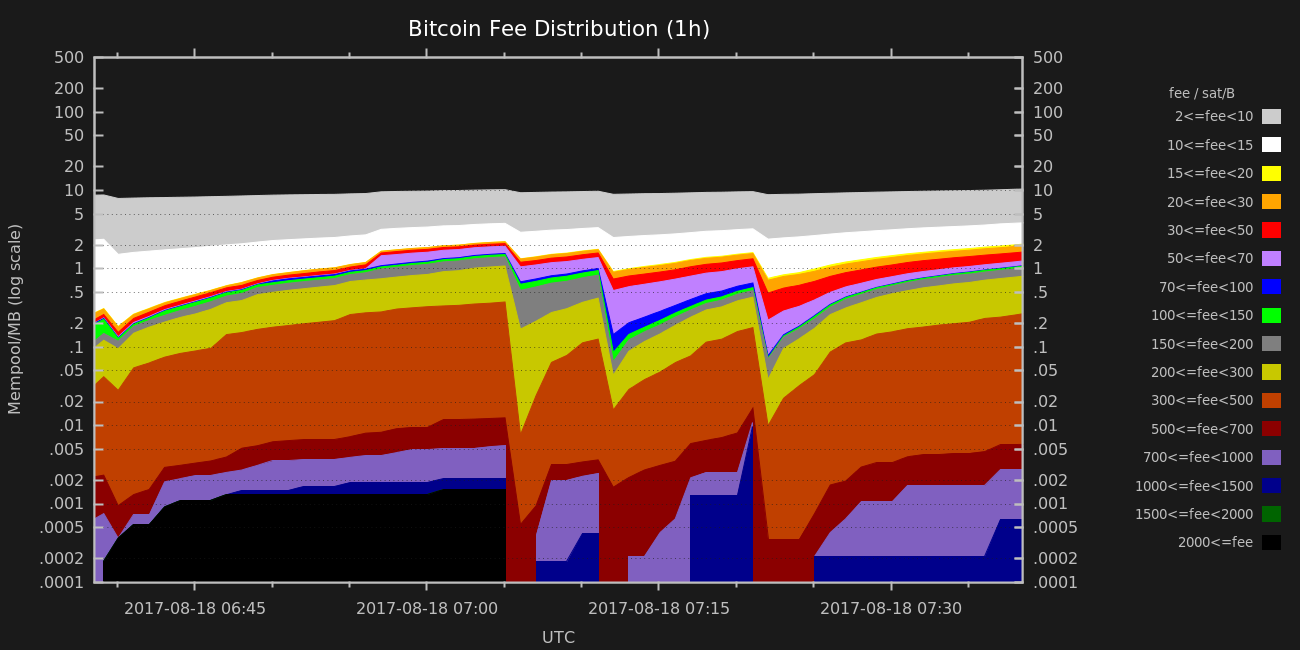 Bitcoin Fee Distribution (1h)
500 500
200 200
100 100
50 50
20 20
10 10
5 5
2 2
1 1
.5 .5
.2 .2
.1 .1
.05 .05
.02 .02
.01 .01
.005 .005
.002 .002
.001 .001
.0005 .0005
.0002 .0002
.0001 .0001
Mempool/MB (log scale)
2017-08-18 06:45 2017-08-18 07:00 2017-08-18 07:15 2017-08-18 07:30
UTC
fee / sat/B
2<=fee<10
10<=fee<15
15<=fee<20
20<=fee<30
30<=fee<50
50<=fee<70
70<=fee<100
100<=fee<150
150<=fee<200
200<=fee<300
300<=fee<500
500<=fee<700
700<=fee<1000
1000<=fee<1500
1500<=fee<2000
2000<=fee